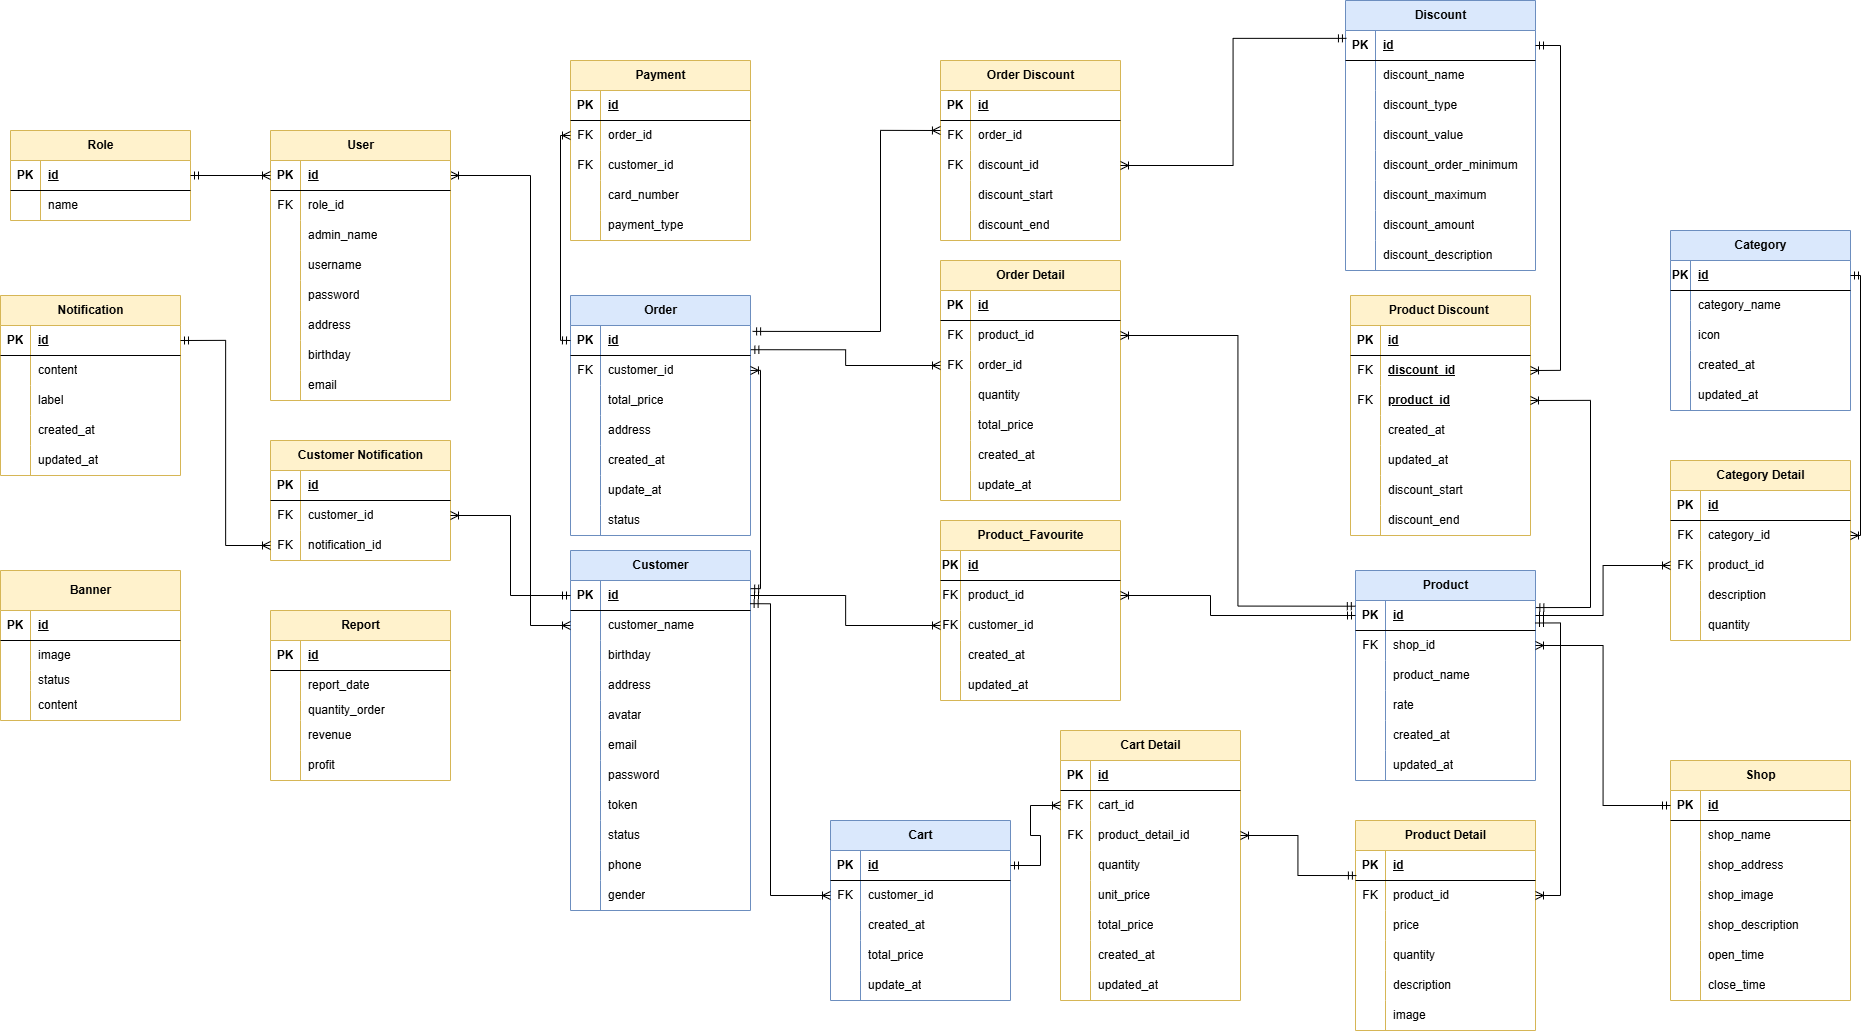 Role
PK id
name
User
PK id
FK role_id
admin_name
username
password
address
birthday
email
Notification
PK id
content
label
created_at
updated_at
Customer Notification
PK id
FK customer_id
FK notification_id
Banner
PK id
image
status
content
Report
PK id
report_date
quantity_order
revenue
profit
Payment
PK id
FK order_id
FK customer_id
card_number
payment_type
Order
PK id
FK customer_id
total_price
address
created_at
update_at
status
Customer
PK id
customer_name
birthday
address
avatar
email
password
token
status
phone
gender
Order Discount
PK id
FK order_id
FK discount_id
discount_start
discount_end
Order Detail
PK id
FK product_id
FK order_id
quantity
total_price
created_at
update_at
Product_Favourite
PK id
FK product_id
FK customer_id
created_at
updated_at
Cart
PK id
FK customer_id
created_at
total_price
update_at
Cart Detail
PK id
FK cart_id
FK product_detail_id
quantity
unit_price
total_price
created_at
updated_at
Discount
PK id
discount_name
discount_type
discount_value
discount_order_minimum
discount_maximum
discount_amount
discount_description
Product Discount
PK id
FK discount_id
FK product_id
created_at
updated_at
discount_start
discount_end
Product
PK id
FK shop_id
product_name
rate
created_at
updated_at
Product Detail
PK id
FK product_id
price
quantity
description
image
Category
PK id
category_name
icon
created_at
updated_at
Category Detail
PK id
FK category_id
FK product_id
description
quantity
Shop
PK id
shop_name
shop_address
shop_image
shop_description
open_time
close_time